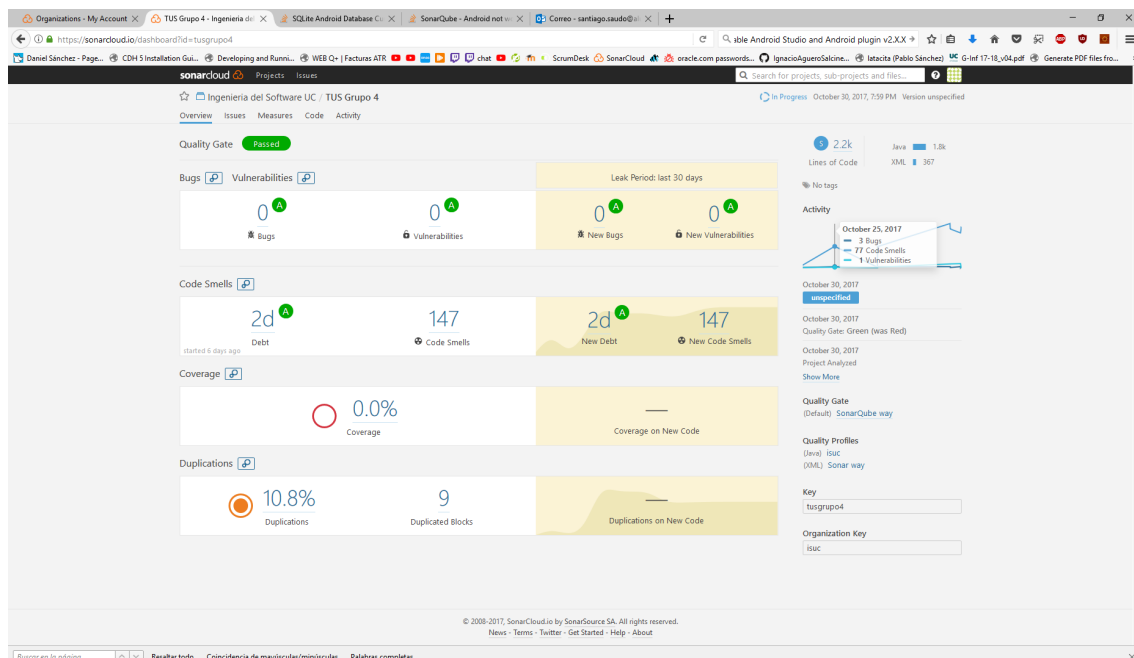 Organizations - My Account
TUS Grupo 4 - Ingenieria del
SQLite Android Database
SonarQube - Android not
Correo - santiago.saudo@
https://sonarcloud.io/dashboard?id=tusgrupo4
able Android Studio and Android plugin v2.X.X
Daniel Sánchez - Page... CDH 5 Installation Gui... Developing and Runni... WEB Q+ | Facturas ATR chat ScrumDesk SonarCloud oracle.com passwords... IgnacioAgueroSalcine... latacita (Pablo Sánchez) G-Inf 17-18_v04.pdf Generate PDF files fro...
sonarcloud Projects Issues
Search for projects, sub-projects and files...
Ingenieria del Software UC / TUS Grupo 4
In Progress October 30, 2017, 7:59 PM Version unspecified
Overview Issues Measures Code Activity
Quality Gate Passed
Bugs Vulnerabilities
Leak Period: last 30 days
0 A
Bugs
0 A
Vulnerabilities
0 A
New Bugs
0 A
New Vulnerabilities
Code Smells
2d A
Debt
started 6 days ago
147
Code Smells
2d A
New Debt
147
New Code Smells
Coverage
0.0%
Coverage
—
Coverage on New Code
Duplications
10.8%
Duplications
9
Duplicated Blocks
—
Duplications on New Code
S 2.2k
Lines of Code
Java 1.8k
XML 367
No tags
Activity
October 25, 2017
3 Bugs
77 Code Smells
1 Vulnerabilities
October 30, 2017
unspecified
October 30, 2017
Quality Gate: Green (was Red)
October 30, 2017
Project Analyzed
Show More
Quality Gate
(Default) SonarQube way
Quality Profiles
(Java) isuc
(XML) Sonar way
Key
tusgrupo4
Organization Key
isuc
© 2008-2017, SonarCloud.io by SonarSource SA. All rights reserved.
News - Terms - Twitter - Get Started - Help - About
Buscar en la página Resaltar todo Coincidencia de mayúsculas/minúsculas Palabras completas